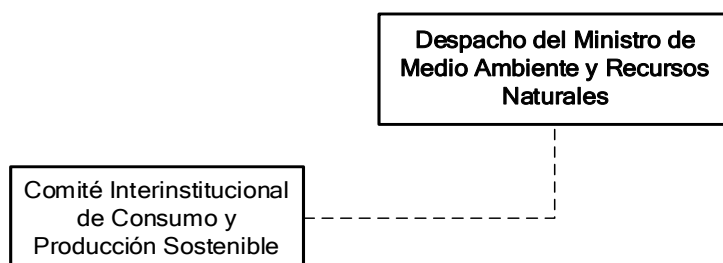 Despacho del Ministro de
Medio Ambiente y Recursos
Naturales
Comité Interinstitucional
de Consumo y
Producción Sostenible